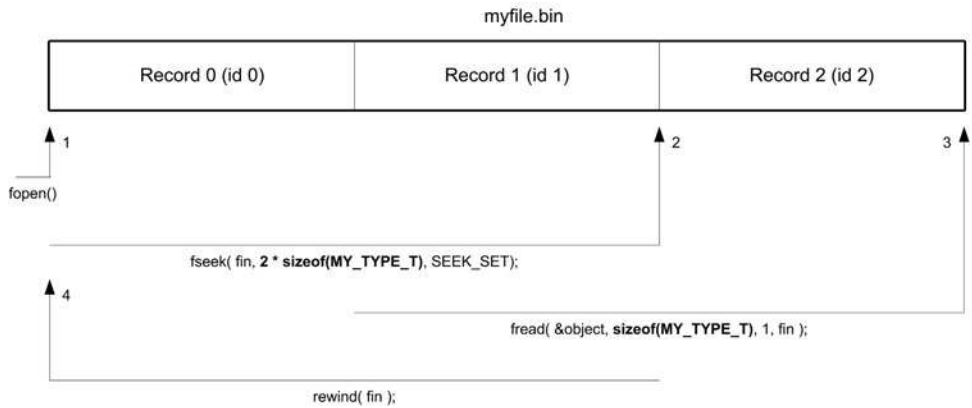 myfile.bin
Record 0 (id 0)
Record 1 (id 1)
Record 2 (id 2)
1
2
3
fopen()
fseek( fin, 2 * sizeof(MY_TYPE_T), SEEK_SET);
4
fread( &object, sizeof(MY_TYPE_T), 1, fin );
rewind( fin );